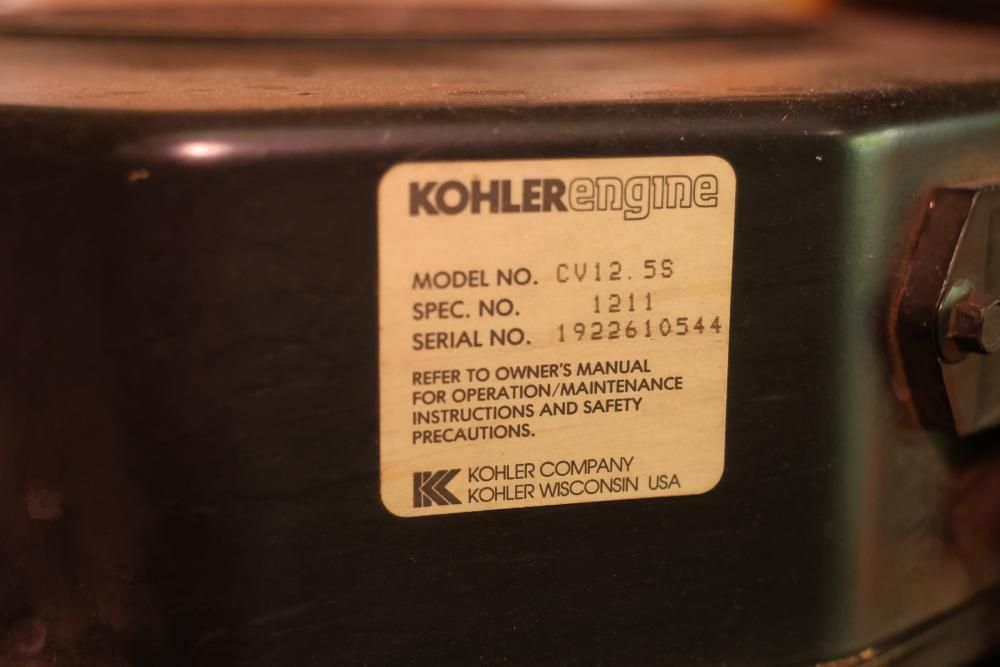 KOHLERengine
MODEL NO. CV12.5S
SPEC. NO. 1211
SERIAL NO. 1922610544
REFER TO OWNER'S MANUAL
FOR OPERATION/MAINTENANCE
INSTRUCTIONS AND SAFETY
PRECAUTIONS.
KOHLER COMPANY
KOHLER WISCONSIN USA